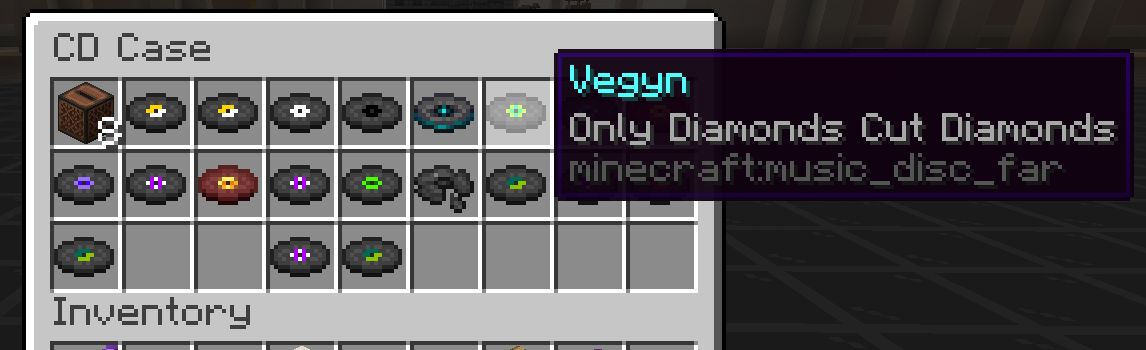 CD Case
8
Vegyn
Only Diamonds Cut Diamonds
minecraft:music_disc_far
Inventory